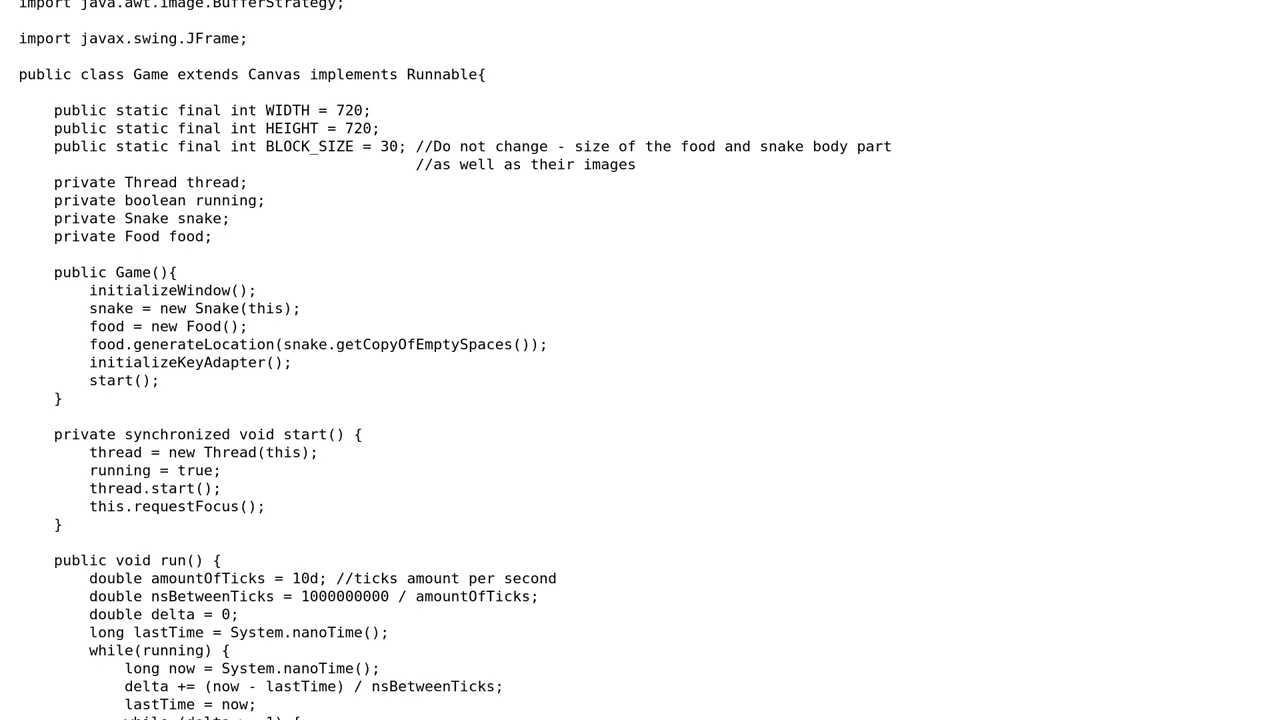 import java.awt.image.BufferStrategy;

import javax.swing.JFrame;

public class Game extends Canvas implements Runnable{

    public static final int WIDTH = 720;
    public static final int HEIGHT = 720;
    public static final int BLOCK_SIZE = 30; //Do not change - size of the food and snake body part
                                             //as well as their images
    private Thread thread;
    private boolean running;
    private Snake snake;
    private Food food;

    public Game(){
        initializeWindow();
        snake = new Snake(this);
        food = new Food();
        food.generateLocation(snake.getCopyOfEmptySpaces());
        initializeKeyAdapter();
        start();
    }

    private synchronized void start() {
        thread = new Thread(this);
        running = true;
        thread.start();
        this.requestFocus();
    }

    public void run() {
        double amountOfTicks = 10d; //ticks amount per second
        double nsBetweenTicks = 1000000000 / amountOfTicks;
        double delta = 0;
        long lastTime = System.nanoTime();
        while(running) {
            long now = System.nanoTime();
            delta += (now - lastTime) / nsBetweenTicks;
            lastTime = now;